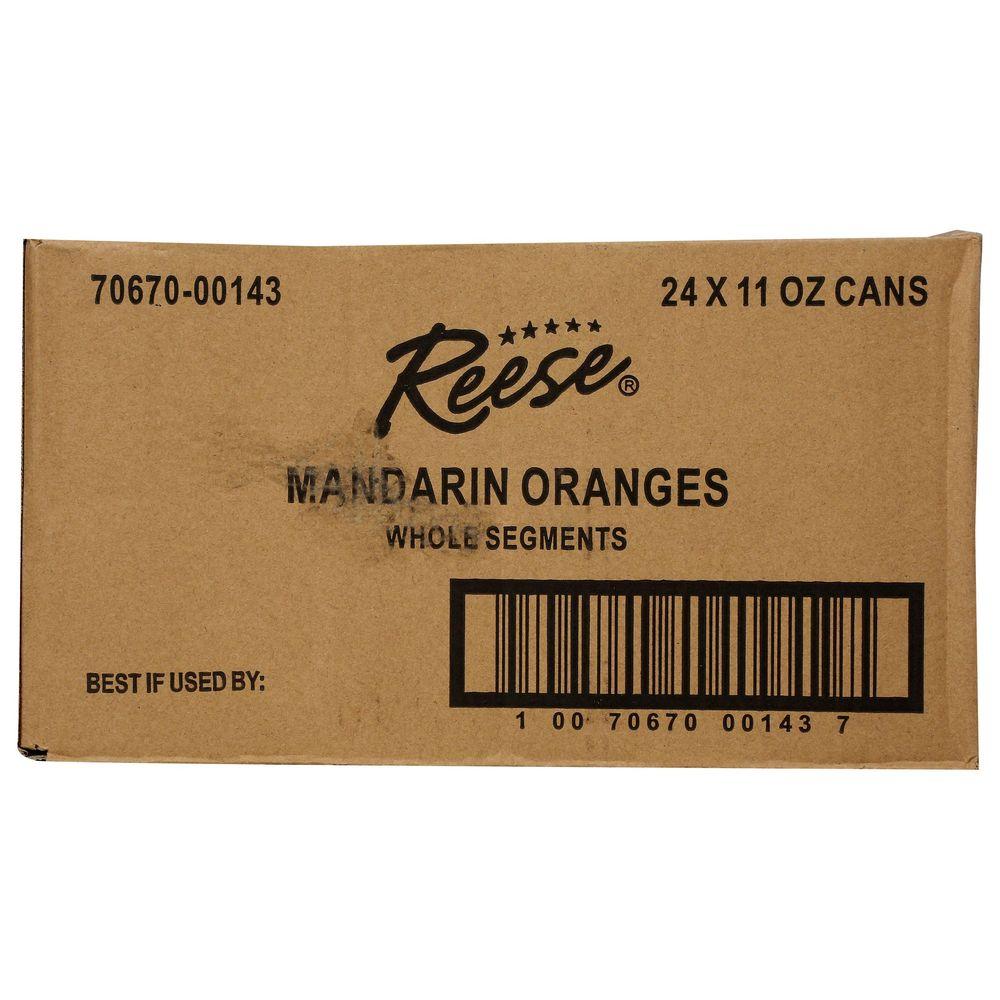 70670-00143
24 X 11 OZ CANS
Reese®
MANDARIN ORANGES
WHOLE SEGMENTS
BEST IF USED BY:
1 00 70670 00143 7